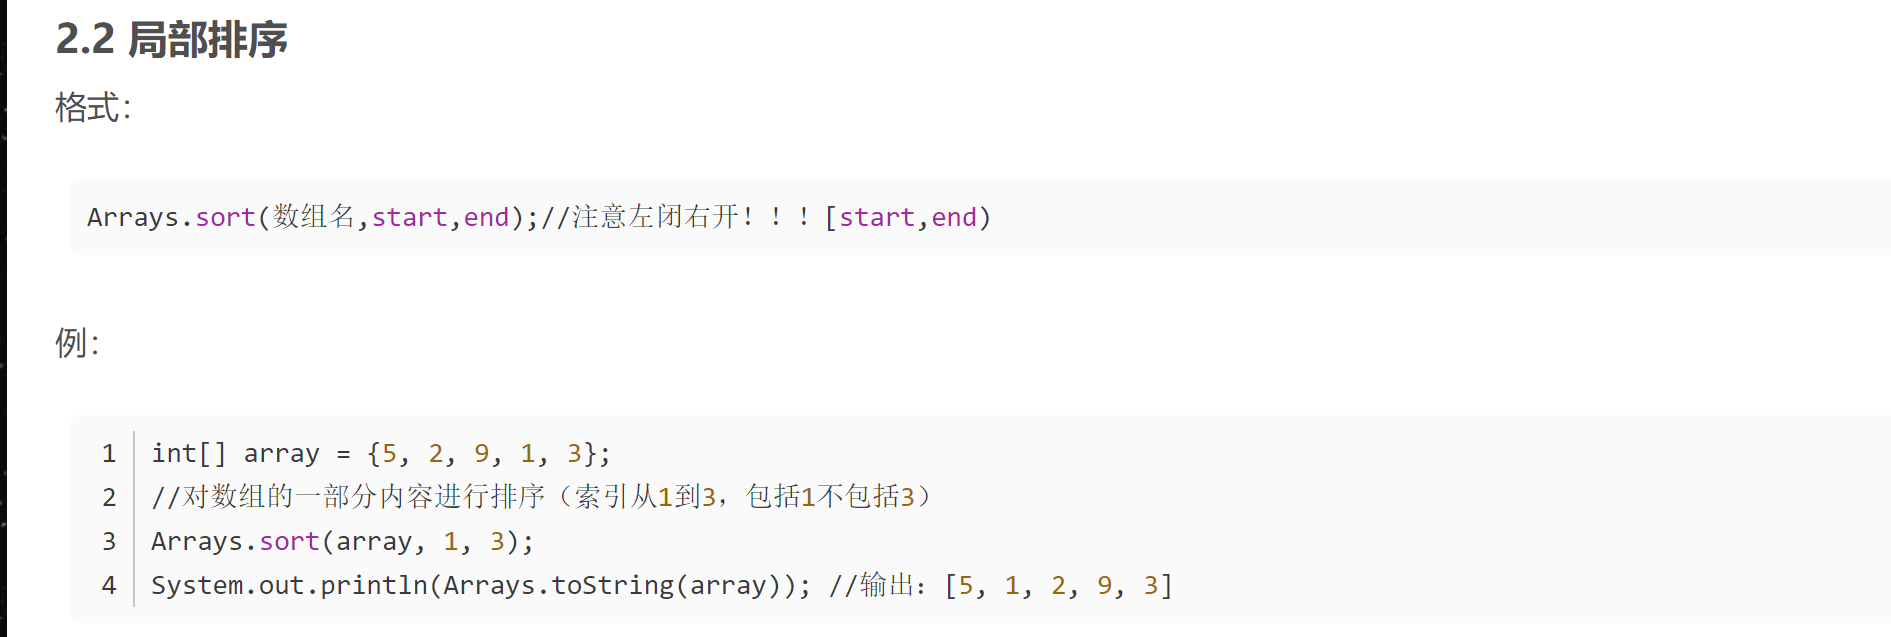 2.2 局部排序
格式：
Arrays.sort(数组名,start,end);//注意左闭右开！！！[start,end)
例：
1 int[] array = {5, 2, 9, 1, 3};
2 //对数组的一部分内容进行排序（索引从1到3，包括1不包括3）
3 Arrays.sort(array, 1, 3);
4 System.out.println(Arrays.toString(array)); //输出：[5, 1, 2, 9, 3]